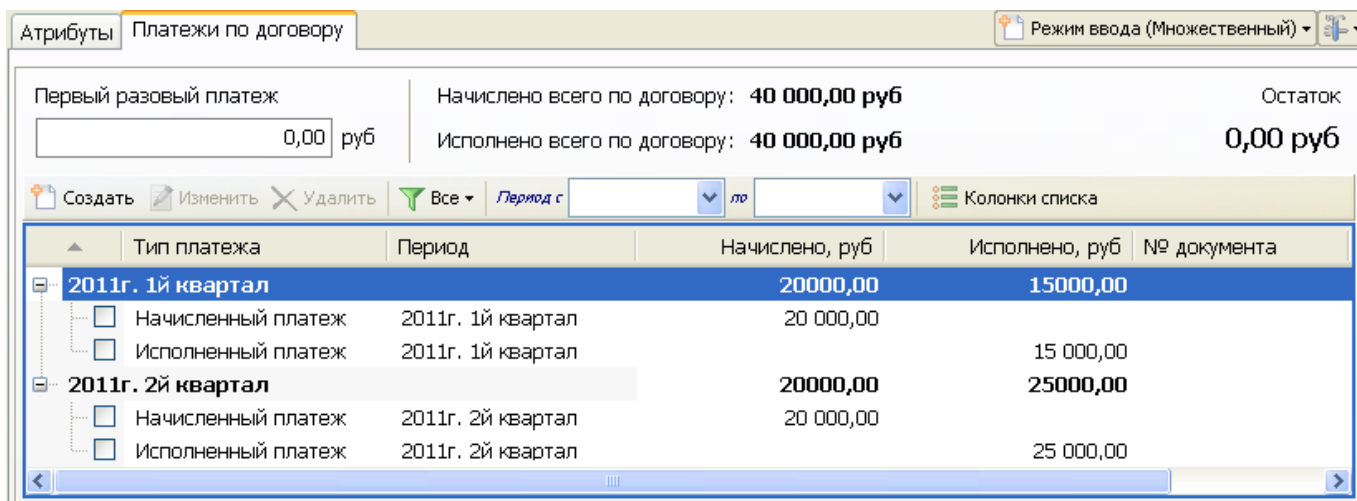 Атрибуты Платежи по договору Режим ввода (Множественный)
Первый разовый платеж Начислено всего по договору: 40 000,00 руб Остаток
0,00 руб Исполнено всего по договору: 40 000,00 руб 0,00 руб
Создать Изменить Удалить Все Период с по Колонки списка
Тип платежа Период Начислено, руб Исполнено, руб № документа
2011г. 1й квартал 20000,00 15000,00
Начисленный платеж 2011г. 1й квартал 20 000,00
Исполненный платеж 2011г. 1й квартал 15 000,00
2011г. 2й квартал 20000,00 25000,00
Начисленный платеж 2011г. 2й квартал 20 000,00
Исполненный платеж 2011г. 2й квартал 25 000,00